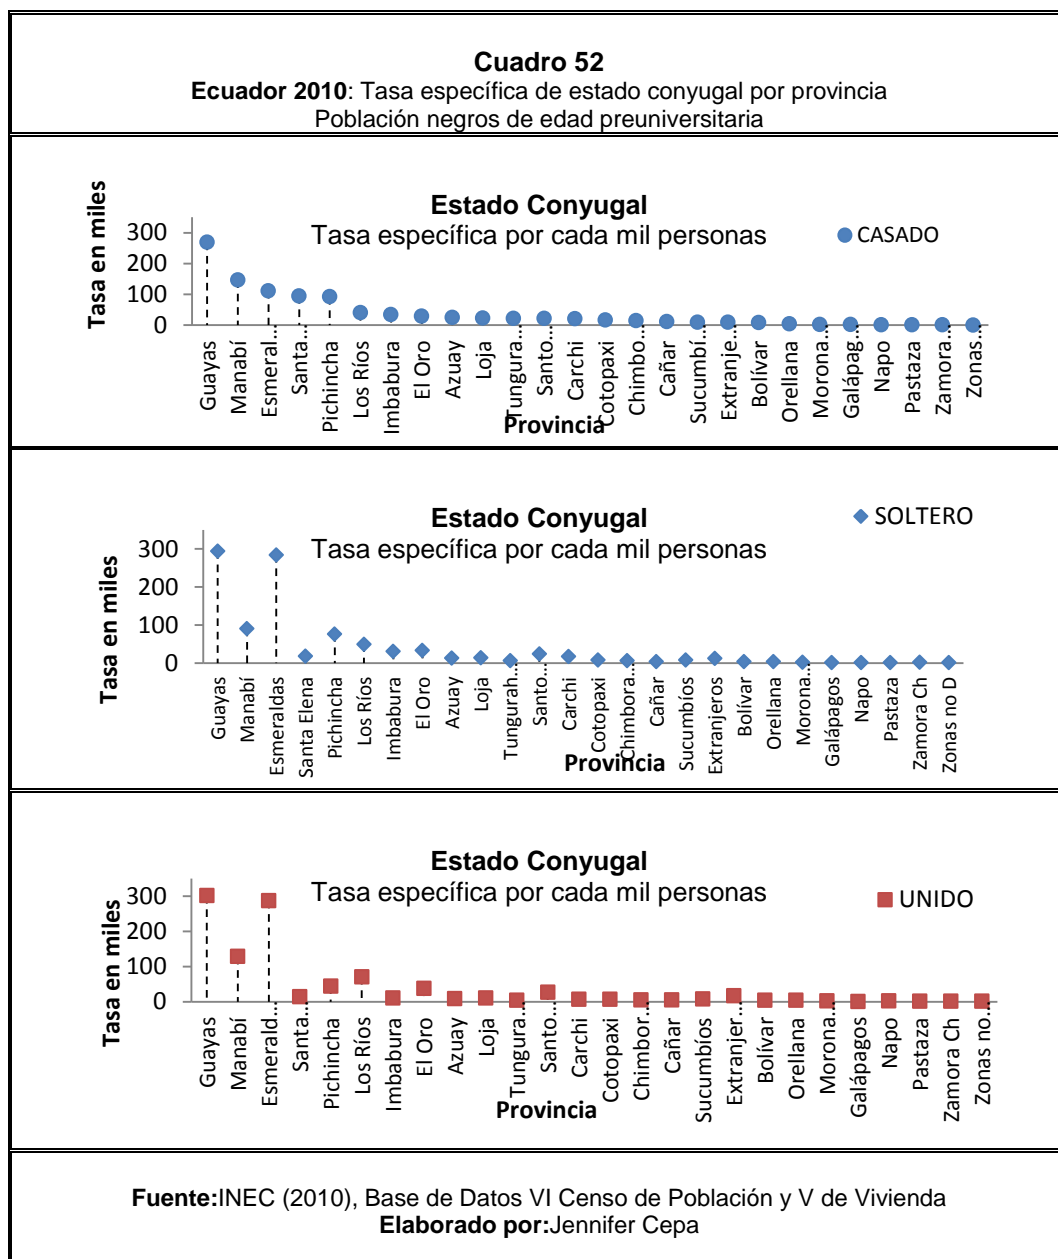 Cuadro 52
Ecuador 2010: Tasa específica de estado conyugal por provincia
Población negros de edad preuniversitaria
Estado Conyugal
Tasa específica por cada mil personas
CASADO
Tasa en miles
300
200
100
0
Guayas
Manabí
Esmeral…
Santa…
Pichincha
Los Ríos
Imbabura
El Oro
Azuay
Loja
Tungura…
Santo…
Carchi
Cotopaxi
Chimbo…
Cañar
Sucumbí…
Extranje…
Bolívar
Orellana
Morona…
Galápag…
Napo
Pastaza
Zamora…
Zonas…
Provincia
Estado Conyugal
Tasa específica por cada mil personas
SOLTERO
Tasa en miles
300
200
100
0
Guayas
Manabí
Esmeraldas
Santa Elena
Pichincha
Los Ríos
Imbabura
El Oro
Azuay
Loja
Tungurah…
Santo…
Carchi
Cotopaxi
Chimbora…
Cañar
Sucumbíos
Extranjeros
Bolívar
Orellana
Morona…
Galápagos
Napo
Pastaza
Zamora Ch
Zonas no D
Provincia
Estado Conyugal
Tasa específica por cada mil personas
UNIDO
Tasa en miles
300
200
100
0
Guayas
Manabí
Esmerald…
Santa…
Pichincha
Los Ríos
Imbabura
El Oro
Azuay
Loja
Tungura…
Santo…
Carchi
Cotopaxi
Chimbor…
Cañar
Sucumbíos
Extranjer…
Bolívar
Orellana
Morona…
Galápagos
Napo
Pastaza
Zamora Ch
Zonas no…
Provincia
Fuente:INEC (2010), Base de Datos VI Censo de Población y V de Vivienda
Elaborado por:Jennifer Cepa